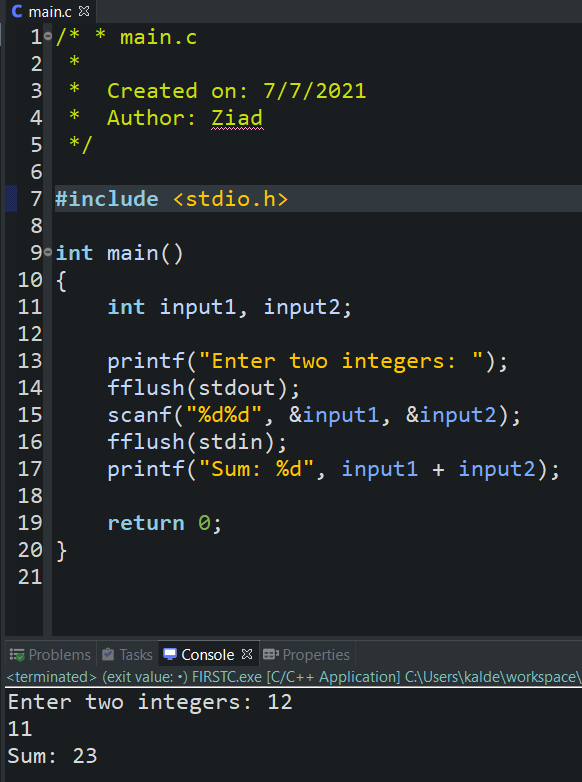 C main.c
1 /* * main.c
2  *
3  *  Created on: 7/7/2021
4  *  Author: Ziad
5  */
6
7 #include <stdio.h>
8
9 int main()
10 {
11     int input1, input2;
12
13     printf("Enter two integers: ");
14     fflush(stdout);
15     scanf("%d%d", &input1, &input2);
16     fflush(stdin);
17     printf("Sum: %d", input1 + input2);
18
19     return 0;
20 }
21
Problems Tasks Console Properties
<terminated> (exit value: ٠) FIRSTC.exe [C/C++ Application] C:\Users\kalde\workspace\
Enter two integers: 12
11
Sum: 23